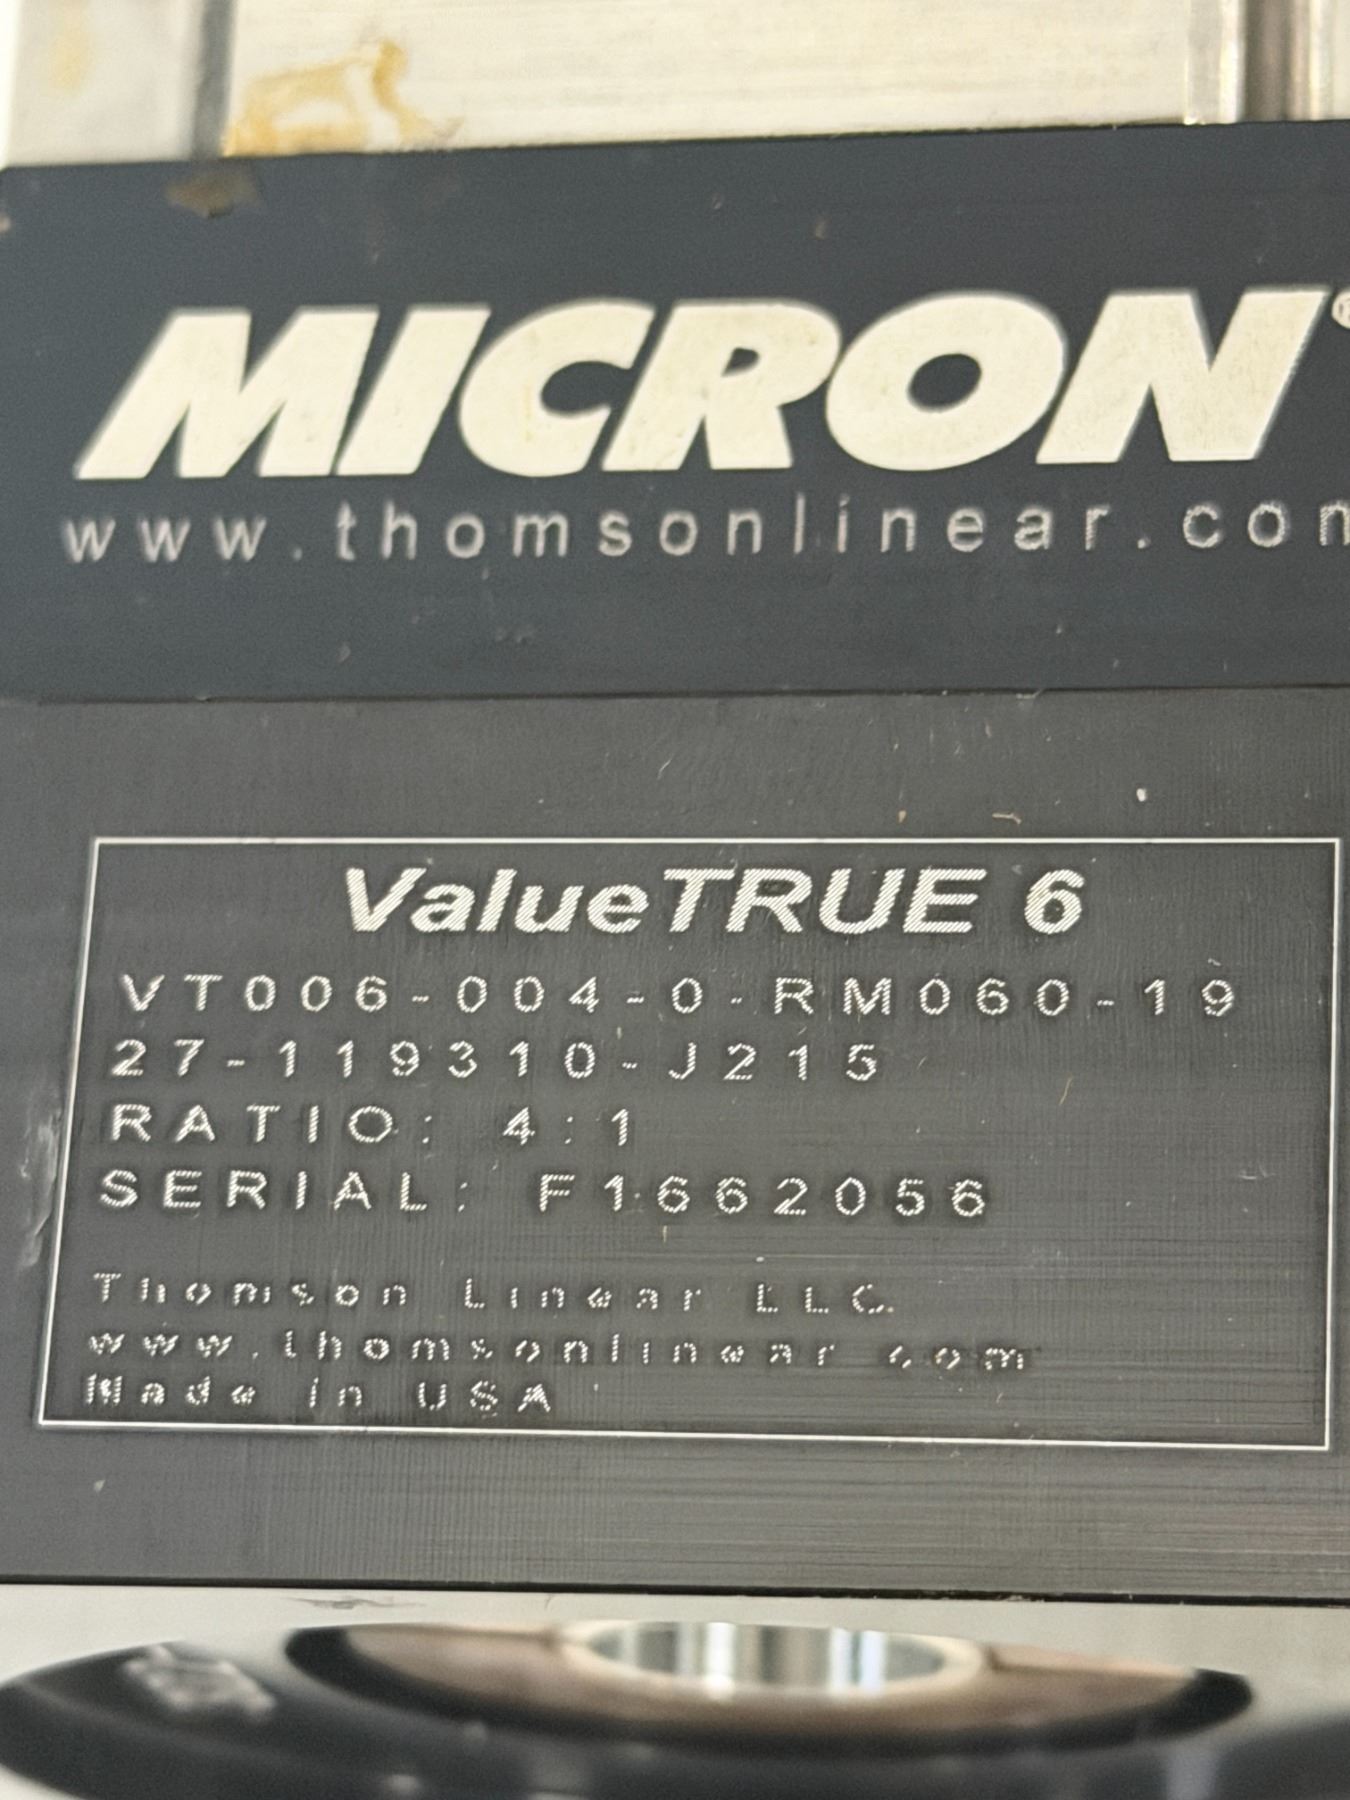 MICRON®
www.thomsonlinear.com
ValueTRUE 6
VT006-004-0-RM060-19
27-119310-J215
RATIO: 4:1
SERIAL: F1662056
Thomson Linear LLC.
www.thomsonlinear.com
Made in USA